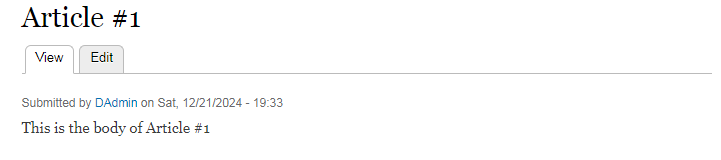 Article #1
View Edit
Submitted by DAdmin on Sat, 12/21/2024 - 19:33
This is the body of Article #1